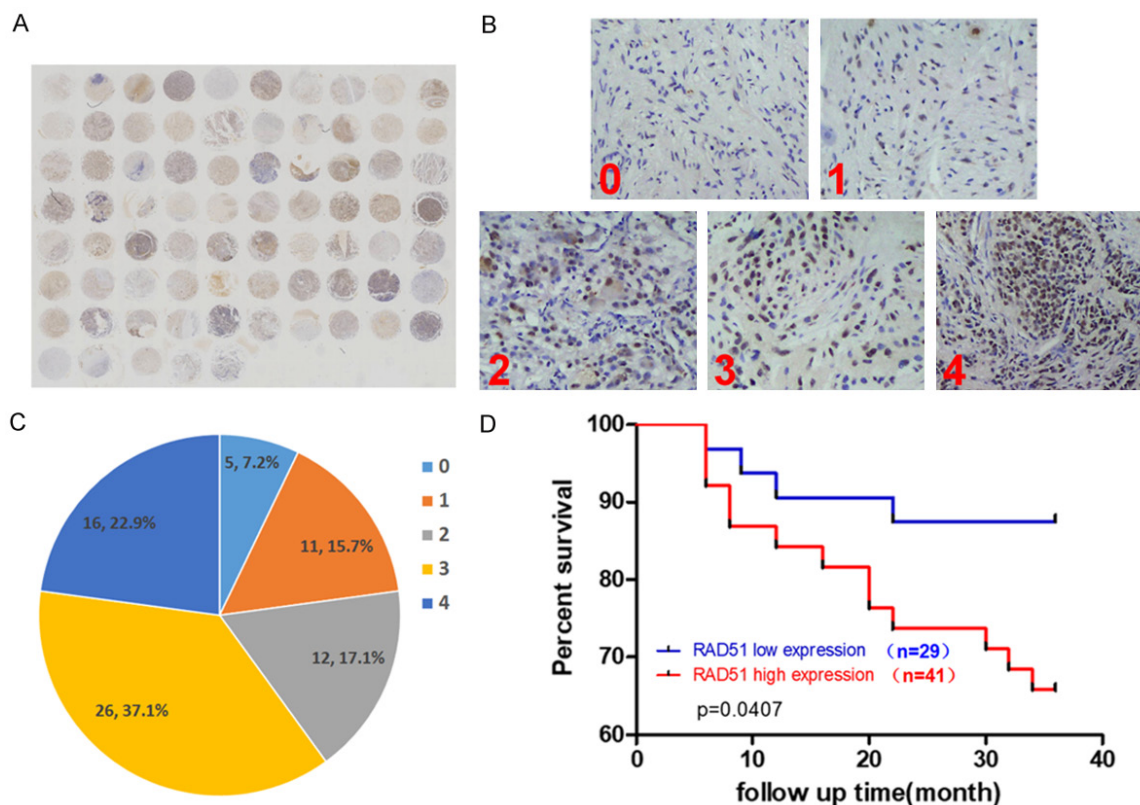 A
B
0
1
2
3
4
C
5, 7.2%
11, 15.7%
12, 17.1%
26, 37.1%
16, 22.9%
0
1
2
3
4
D
Percent survival
100
90
80
70
60
RAD51 low expression （n=29）
RAD51 high expression （n=41）
p=0.0407
0 10 20 30 40
follow up time(month)